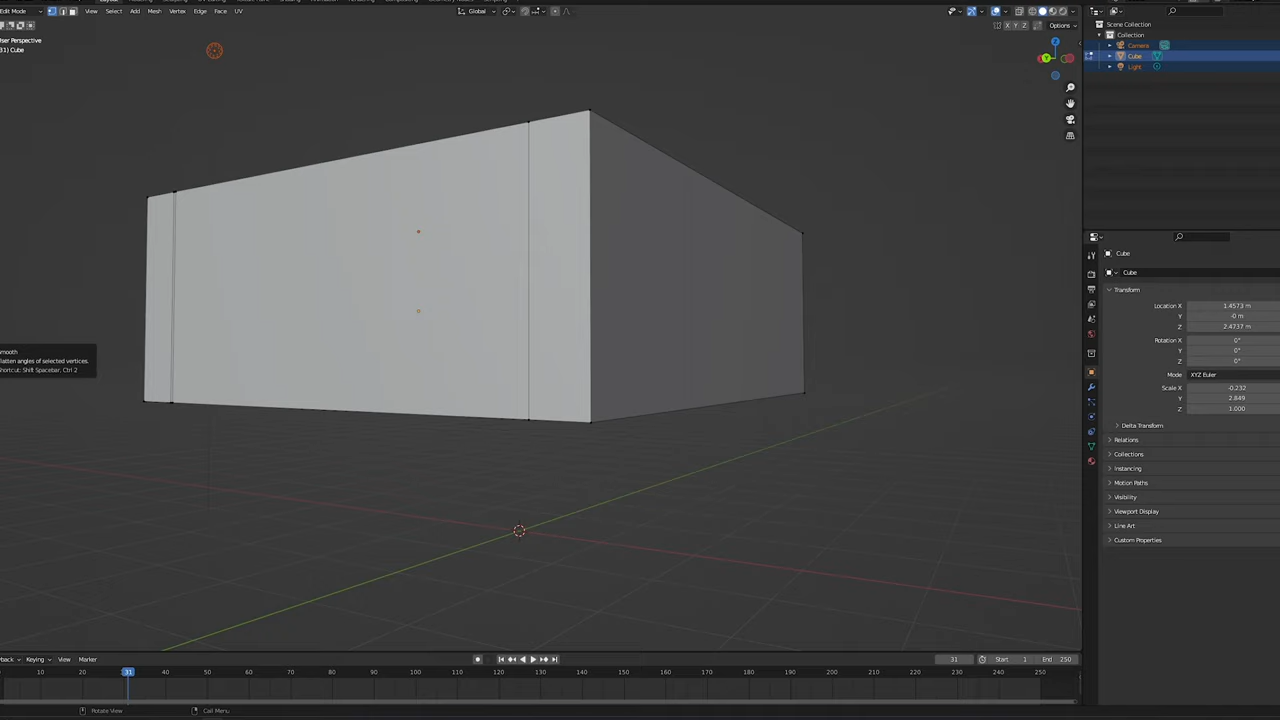 Edit Mode View Select Add Mesh Vertex Edge Face UV Global X Y Z Options
User Perspective
(31) Cube
Z
Y
Smooth
Flatten angles of selected vertices.
Shortcut: Shift Spacebar, Ctrl 2
Scene Collection
Collection
Camera
Cube
Light
Cube
Cube
Transform
Location X 1.4573 m
Y -0 m
Z 2.4737 m
Rotation X 0°
Y 0°
Z 0°
Mode XYZ Euler
Scale X -0.232
Y 2.849
Z 1.000
Delta Transform
Relations
Collections
Instancing
Motion Paths
Visibility
Viewport Display
Line Art
Custom Properties
Playback Keying View Marker 31 Start 1 End 250
10 20 31 40 50 60 70 80 90 100 110 120 130 140 150 160 170 180 190 200 210 220 230 240 250
Rotate View Call Menu